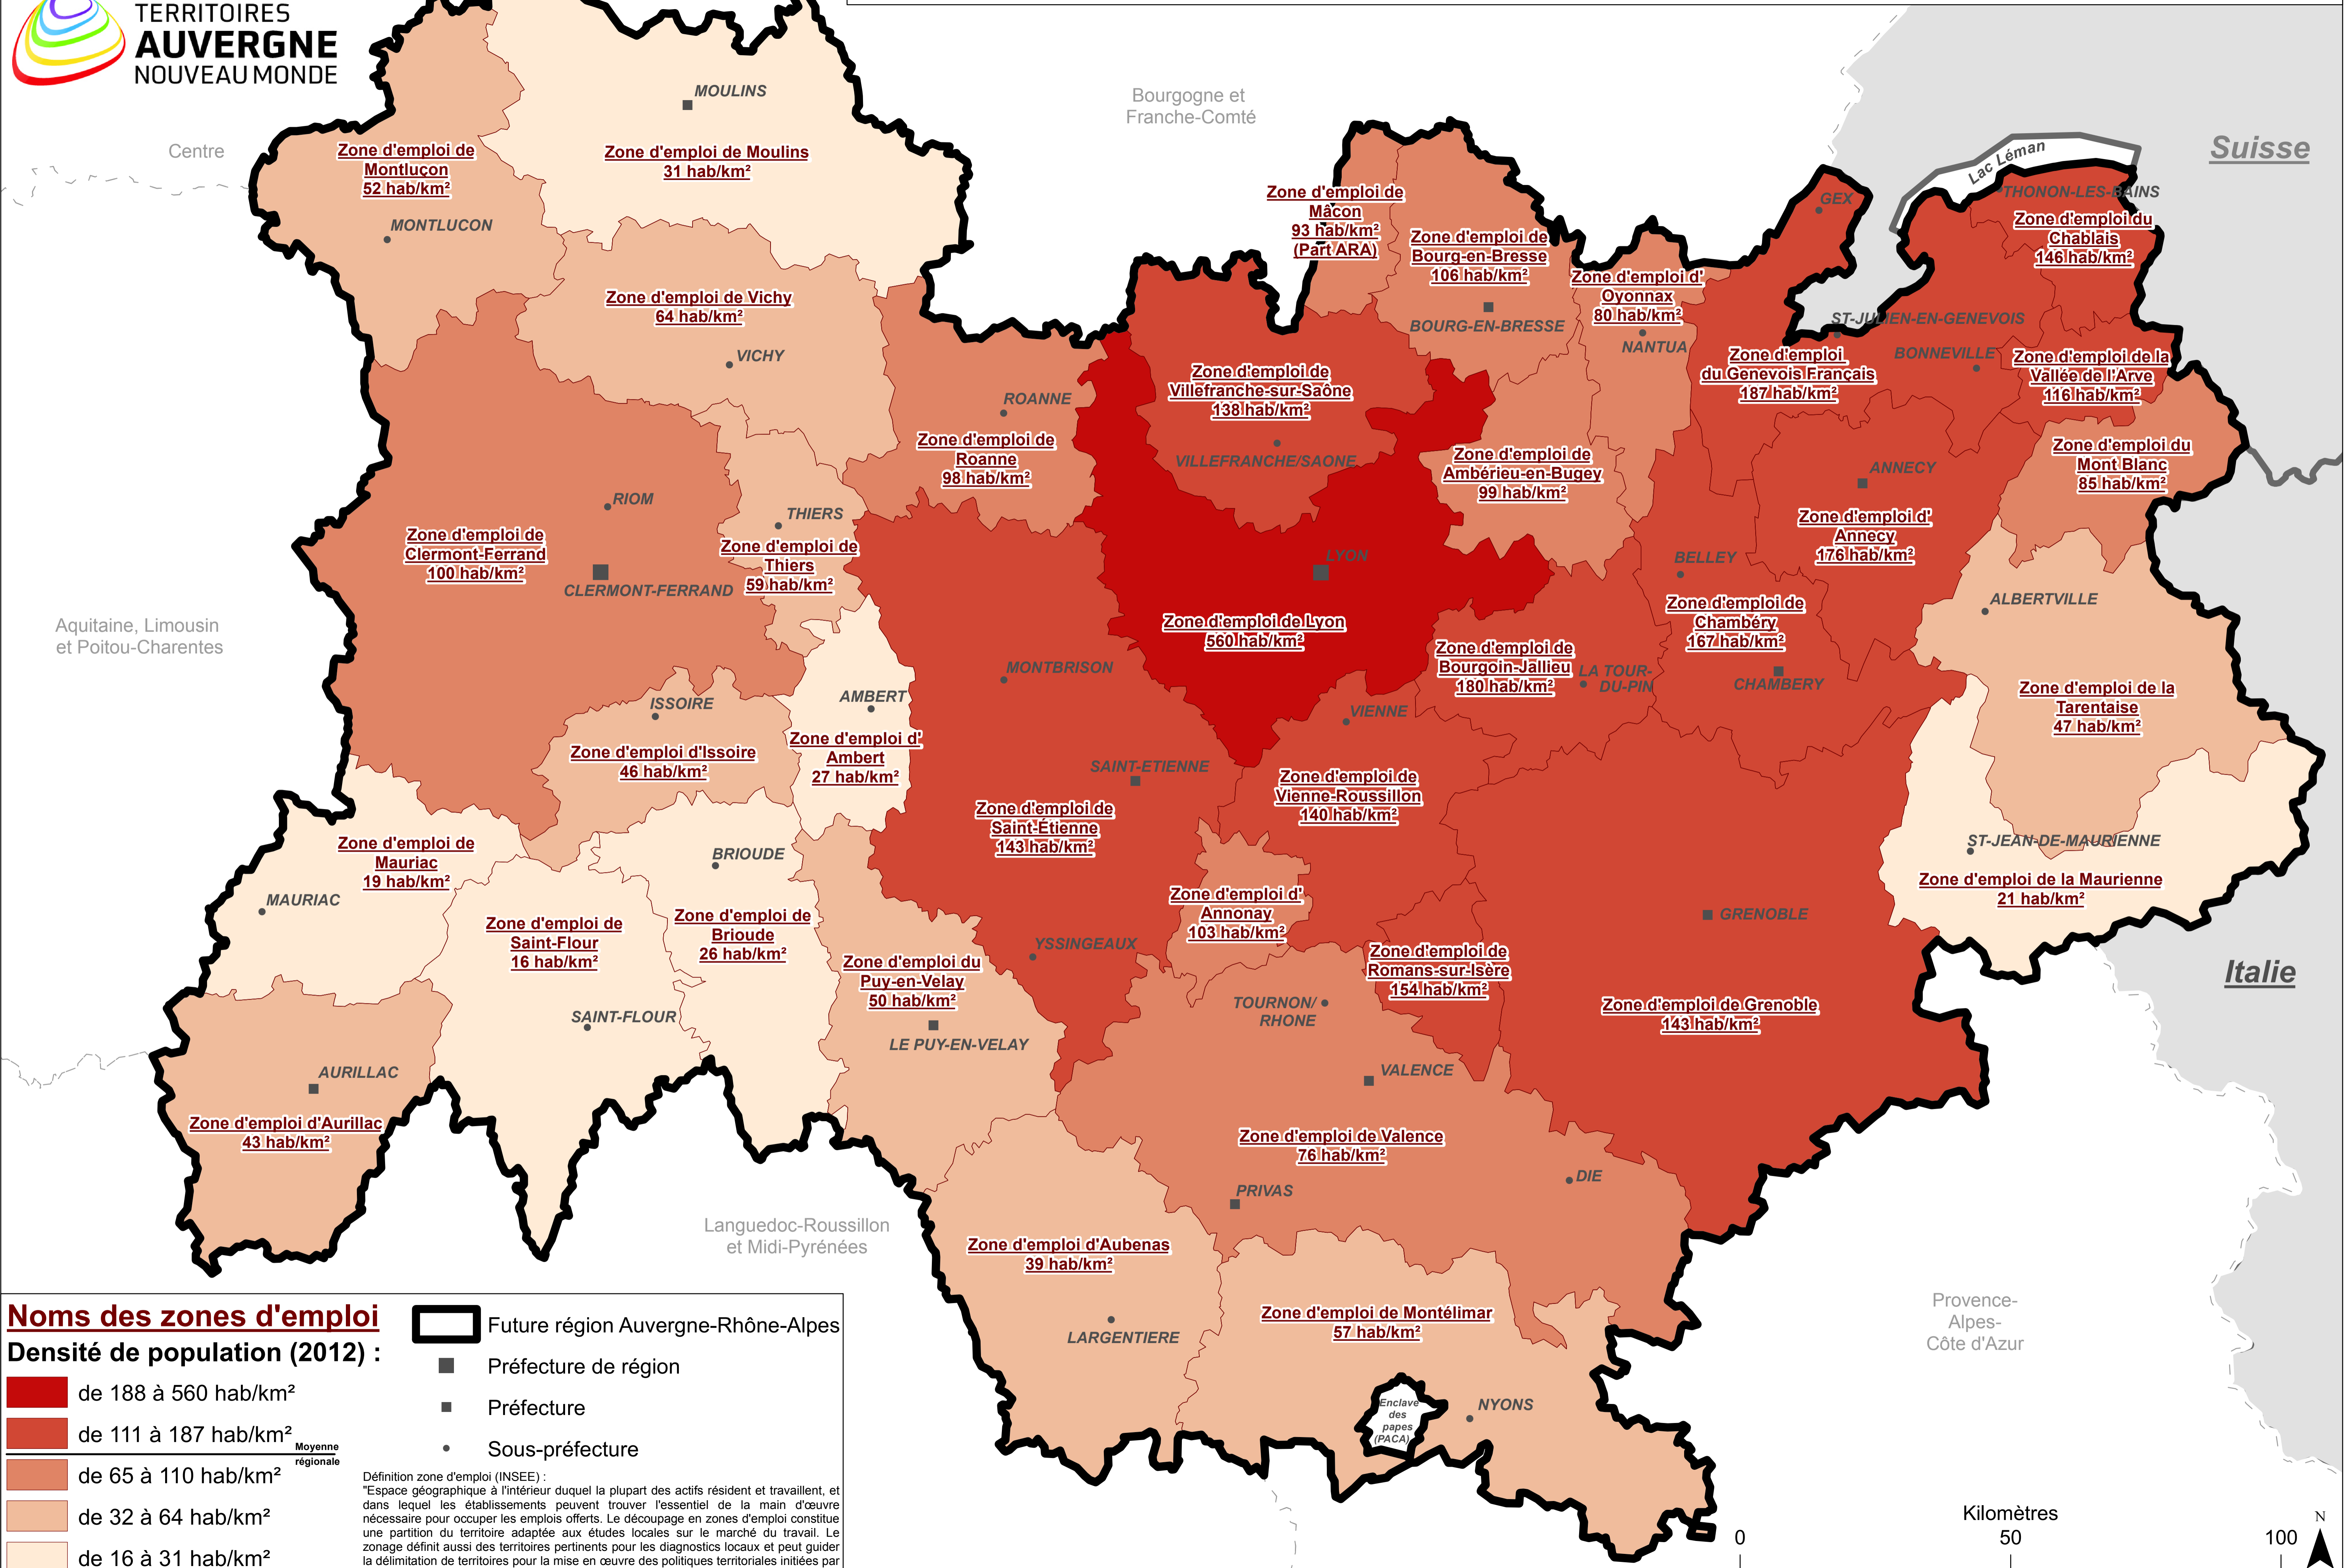 TERRITOIRES
AUVERGNE
NOUVEAU MONDE
Centre
Bourgogne et
Franche-Comté
Suisse
Lac Léman
MOULINS
Zone d'emploi de Moulins
31 hab/km²
Zone d'emploi de
Montluçon
52 hab/km²
MONTLUCON
Zone d'emploi de
Mâcon
93 hab/km²
(Part ARA)
Zone d'emploi de
Bourg-en-Bresse
106 hab/km²
BOURG-EN-BRESSE
Zone d'emploi d'
Oyonnax
80 hab/km²
NANTUA
GEX
THONON-LES-BAINS
Zone d'emploi du
Chablais
146 hab/km²
ST-JULIEN-EN-GENEVOIS
BONNEVILLE
Zone d'emploi
du Genevois Français
187 hab/km²
Zone d'emploi de la
Vallée de l'Arve
116 hab/km²
Zone d'emploi de Vichy
64 hab/km²
VICHY
ROANNE
Zone d'emploi de
Roanne
98 hab/km²
Zone d'emploi de
Villefranche-sur-Saône
138 hab/km²
VILLEFRANCHE/SAONE
Zone d'emploi de
Ambérieu-en-Bugey
99 hab/km²
Zone d'emploi du
Mont Blanc
85 hab/km²
ANNECY
Zone d'emploi d'
Annecy
176 hab/km²
RIOM
Zone d'emploi de
Clermont-Ferrand
100 hab/km²
CLERMONT-FERRAND
THIERS
Zone d'emploi de
Thiers
59 hab/km²
LYON
Zone d'emploi de Lyon
560 hab/km²
BELLEY
Zone d'emploi de
Chambéry
167 hab/km²
CHAMBERY
ALBERTVILLE
Aquitaine, Limousin
et Poitou-Charentes
Zone d'emploi de
Bourgoin-Jallieu
180 hab/km²
LA TOUR-
DU-PIN
MONTBRISON
AMBERT
Zone d'emploi d'
Ambert
27 hab/km²
ISSOIRE
Zone d'emploi d'Issoire
46 hab/km²
VIENNE
Zone d'emploi de la
Tarentaise
47 hab/km²
SAINT-ETIENNE
Zone d'emploi de
Saint-Étienne
143 hab/km²
Zone d'emploi de
Vienne-Roussillon
140 hab/km²
Zone d'emploi de
Mauriac
19 hab/km²
MAURIAC
BRIOUDE
Zone d'emploi de
Brioude
26 hab/km²
ST-JEAN-DE-MAURIENNE
Zone d'emploi de la Maurienne
21 hab/km²
Zone d'emploi de
Saint-Flour
16 hab/km²
SAINT-FLOUR
Zone d'emploi d'
Annonay
103 hab/km²
GRENOBLE
YSSINGEAUX
Zone d'emploi du
Puy-en-Velay
50 hab/km²
LE PUY-EN-VELAY
Zone d'emploi de
Romans-sur-Isère
154 hab/km²
Italie
TOURNON/
RHONE
Zone d'emploi de Grenoble
143 hab/km²
AURILLAC
Zone d'emploi d'Aurillac
43 hab/km²
VALENCE
Zone d'emploi de Valence
76 hab/km²
PRIVAS
DIE
Languedoc-Roussillon
et Midi-Pyrénées
Zone d'emploi d'Aubenas
39 hab/km²
LARGENTIERE
Zone d'emploi de Montélimar
57 hab/km²
Provence-
Alpes-
Côte d'Azur
Enclave
des
papes
(PACA)
NYONS
Noms des zones d'emploi
Densité de population (2012) :
de 188 à 560 hab/km²
de 111 à 187 hab/km²
Moyenne
régionale
de 65 à 110 hab/km²
de 32 à 64 hab/km²
de 16 à 31 hab/km²
Future région Auvergne-Rhône-Alpes
Préfecture de région
Préfecture
Sous-préfecture
Définition zone d'emploi (INSEE) :
"Espace géographique à l'intérieur duquel la plupart des actifs résident et travaillent, et
dans lequel les établissements peuvent trouver l'essentiel de la main d'œuvre
nécessaire pour occuper les emplois offerts. Le découpage en zones d'emploi constitue
une partition du territoire adaptée aux études locales sur le marché du travail. Le
zonage définit aussi des territoires pertinents pour les diagnostics locaux et peut guider
la délimitation de territoires pour la mise en œuvre des politiques territoriales initiées par
Kilomètres
0
50
100
N